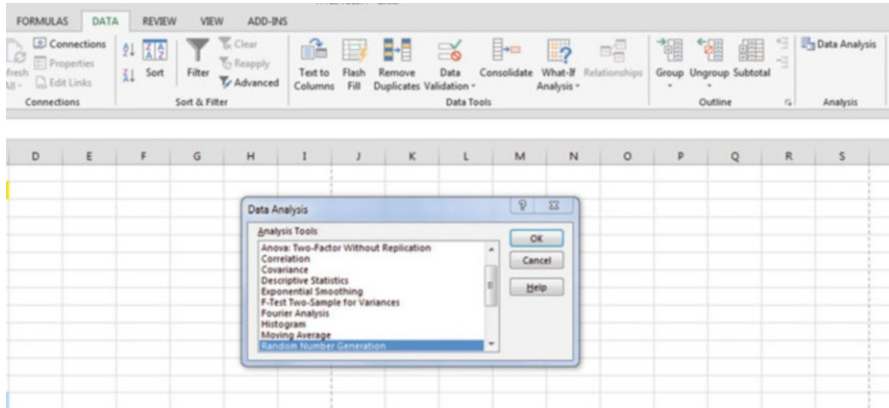 FORMULAS DATA REVIEW VIEW ADD-INS
Connections
Properties
Edit Links
Connections
Sort
Filter
Clear
Reapply
Advanced
Sort & Filter
Text to Columns
Flash Fill
Remove Duplicates
Data Validation
Consolidate
What-If Analysis
Relationships
Data Tools
Group
Ungroup
Subtotal
Outline
Data Analysis
Analysis
D E F G H I J K L M N O P Q R S
Data Analysis
Analysis Tools
Anova: Two-Factor Without Replication
Correlation
Covariance
Descriptive Statistics
Exponential Smoothing
F-Test Two-Sample for Variances
Fourier Analysis
Histogram
Moving Average
Random Number Generation
OK
Cancel
Help